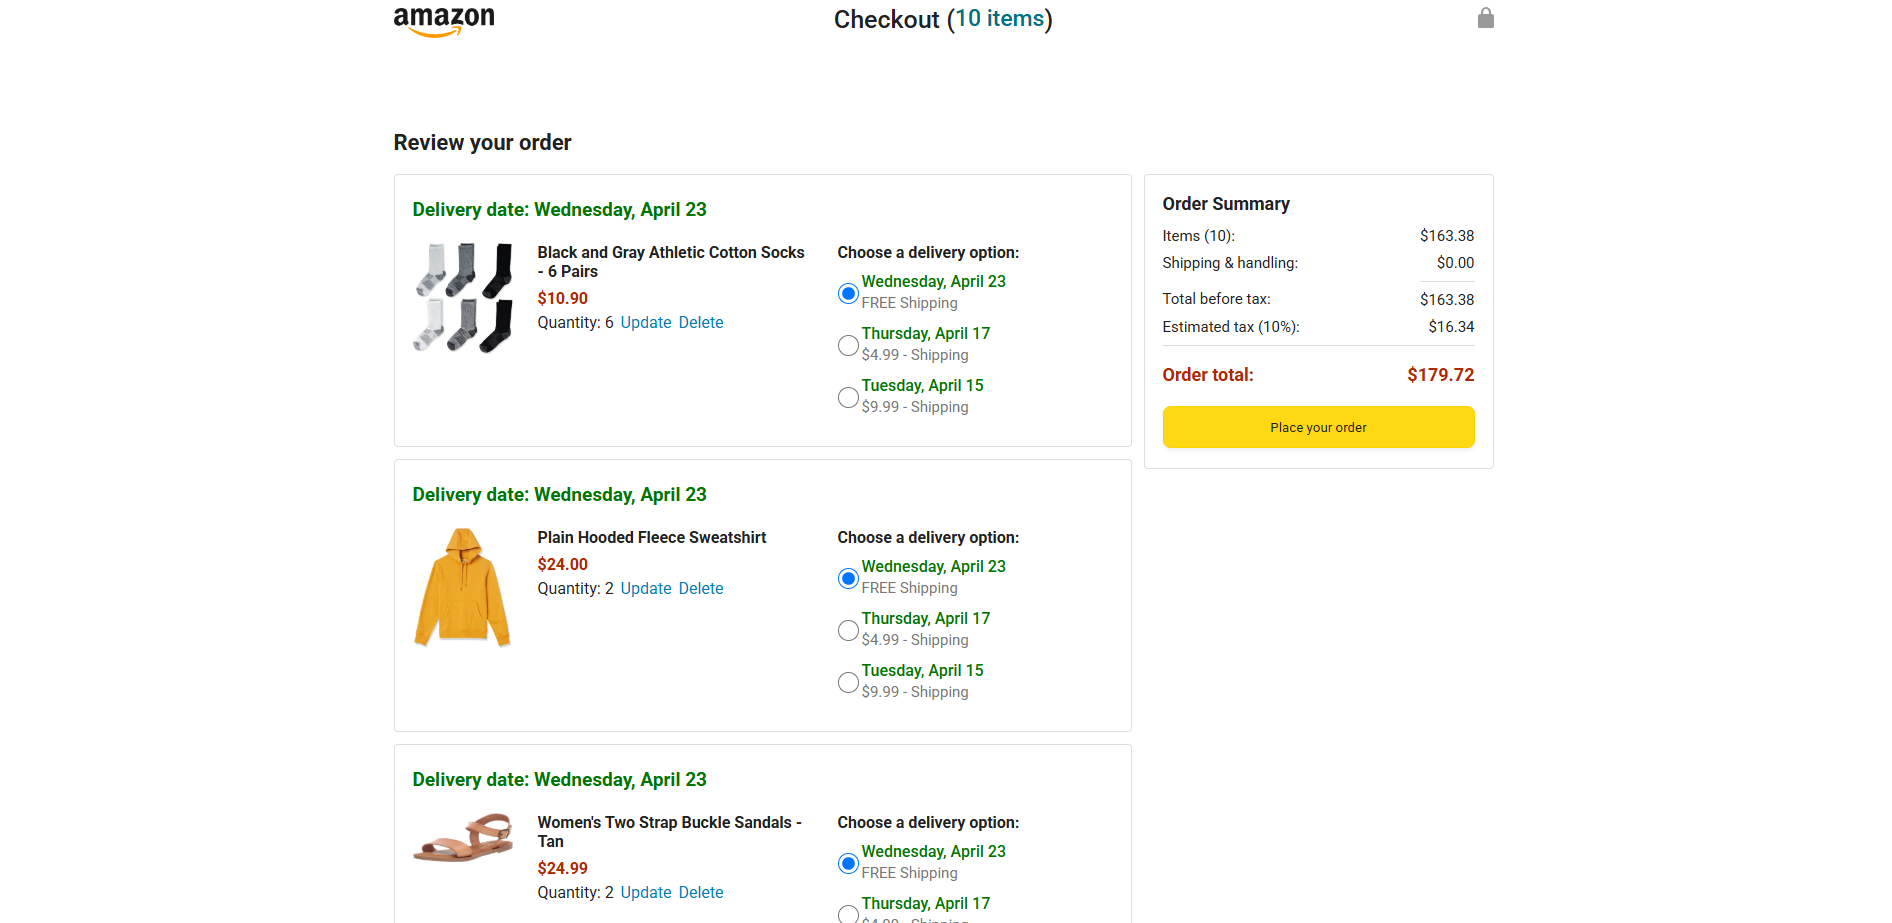 amazon
Checkout (10 items)
Review your order
Delivery date: Wednesday, April 23
Black and Gray Athletic Cotton Socks
- 6 Pairs
$10.90
Quantity: 6 Update Delete
Choose a delivery option:
Wednesday, April 23
FREE Shipping
Thursday, April 17
$4.99 - Shipping
Tuesday, April 15
$9.99 - Shipping
Order Summary
Items (10): $163.38
Shipping & handling: $0.00
Total before tax: $163.38
Estimated tax (10%): $16.34
Order total: $179.72
Place your order
Delivery date: Wednesday, April 23
Plain Hooded Fleece Sweatshirt
$24.00
Quantity: 2 Update Delete
Choose a delivery option:
Wednesday, April 23
FREE Shipping
Thursday, April 17
$4.99 - Shipping
Tuesday, April 15
$9.99 - Shipping
Delivery date: Wednesday, April 23
Women's Two Strap Buckle Sandals -
Tan
$24.99
Quantity: 2 Update Delete
Choose a delivery option:
Wednesday, April 23
FREE Shipping
Thursday, April 17